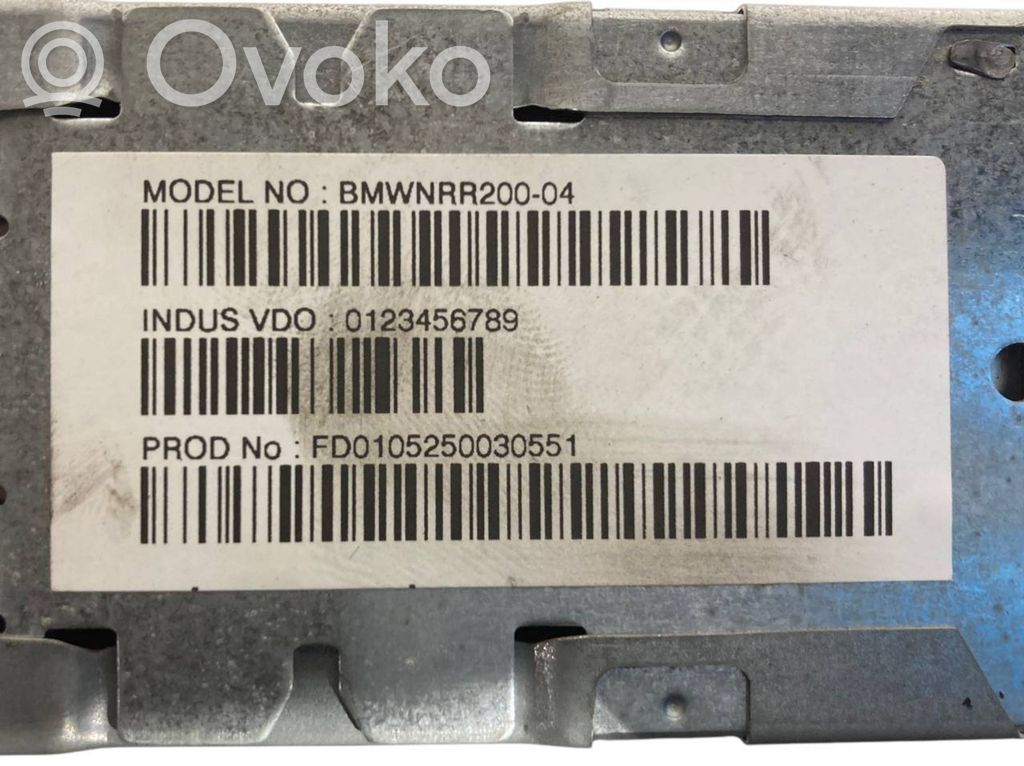 Ovoko
MODEL NO : BMWNRR200-04
INDUS VDO : 0123456789
PROD No : FD0105250030551